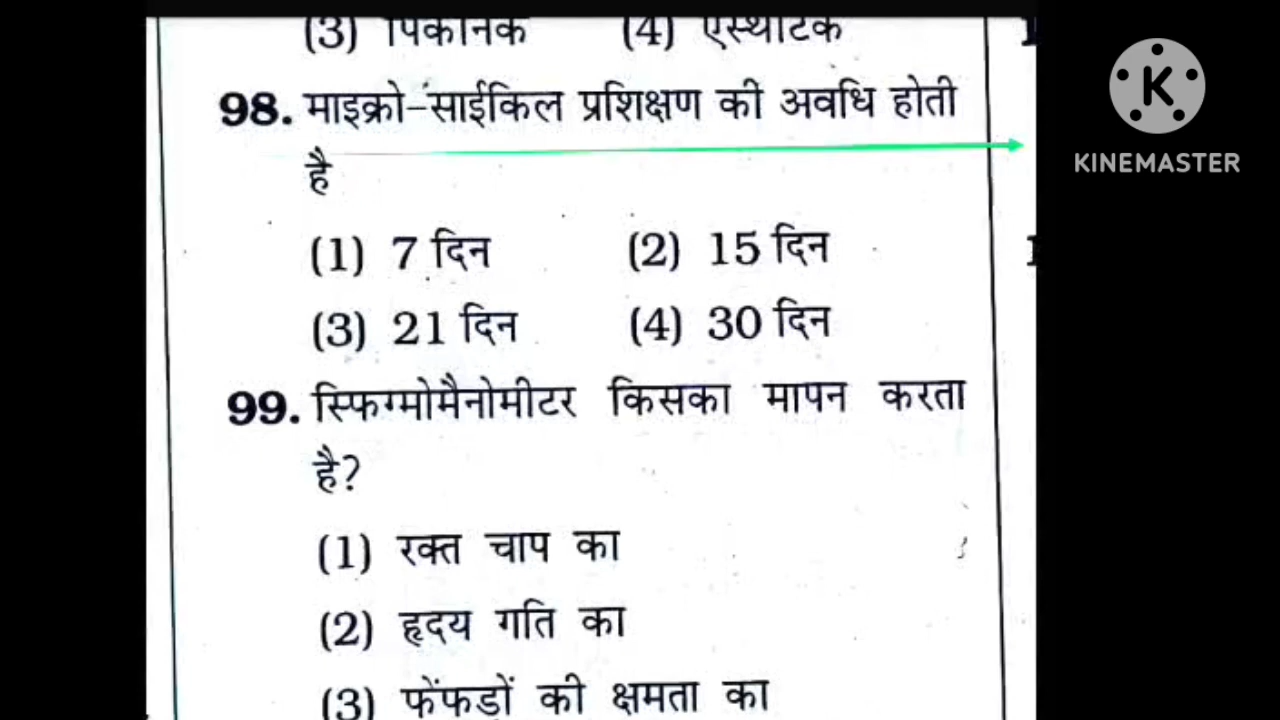 (3) पिकनिक (4) एस्थेटिक
98. माइक्रो-साईकिल प्रशिक्षण की अवधि होती
है
(1) 7 दिन (2) 15 दिन
(3) 21 दिन (4) 30 दिन
99. स्फिग्मोमैनोमीटर किसका मापन करता
है?
(1) रक्त चाप का
(2) हृदय गति का
(3) फेंफड़ों की क्षमता का
K
KINEMASTER